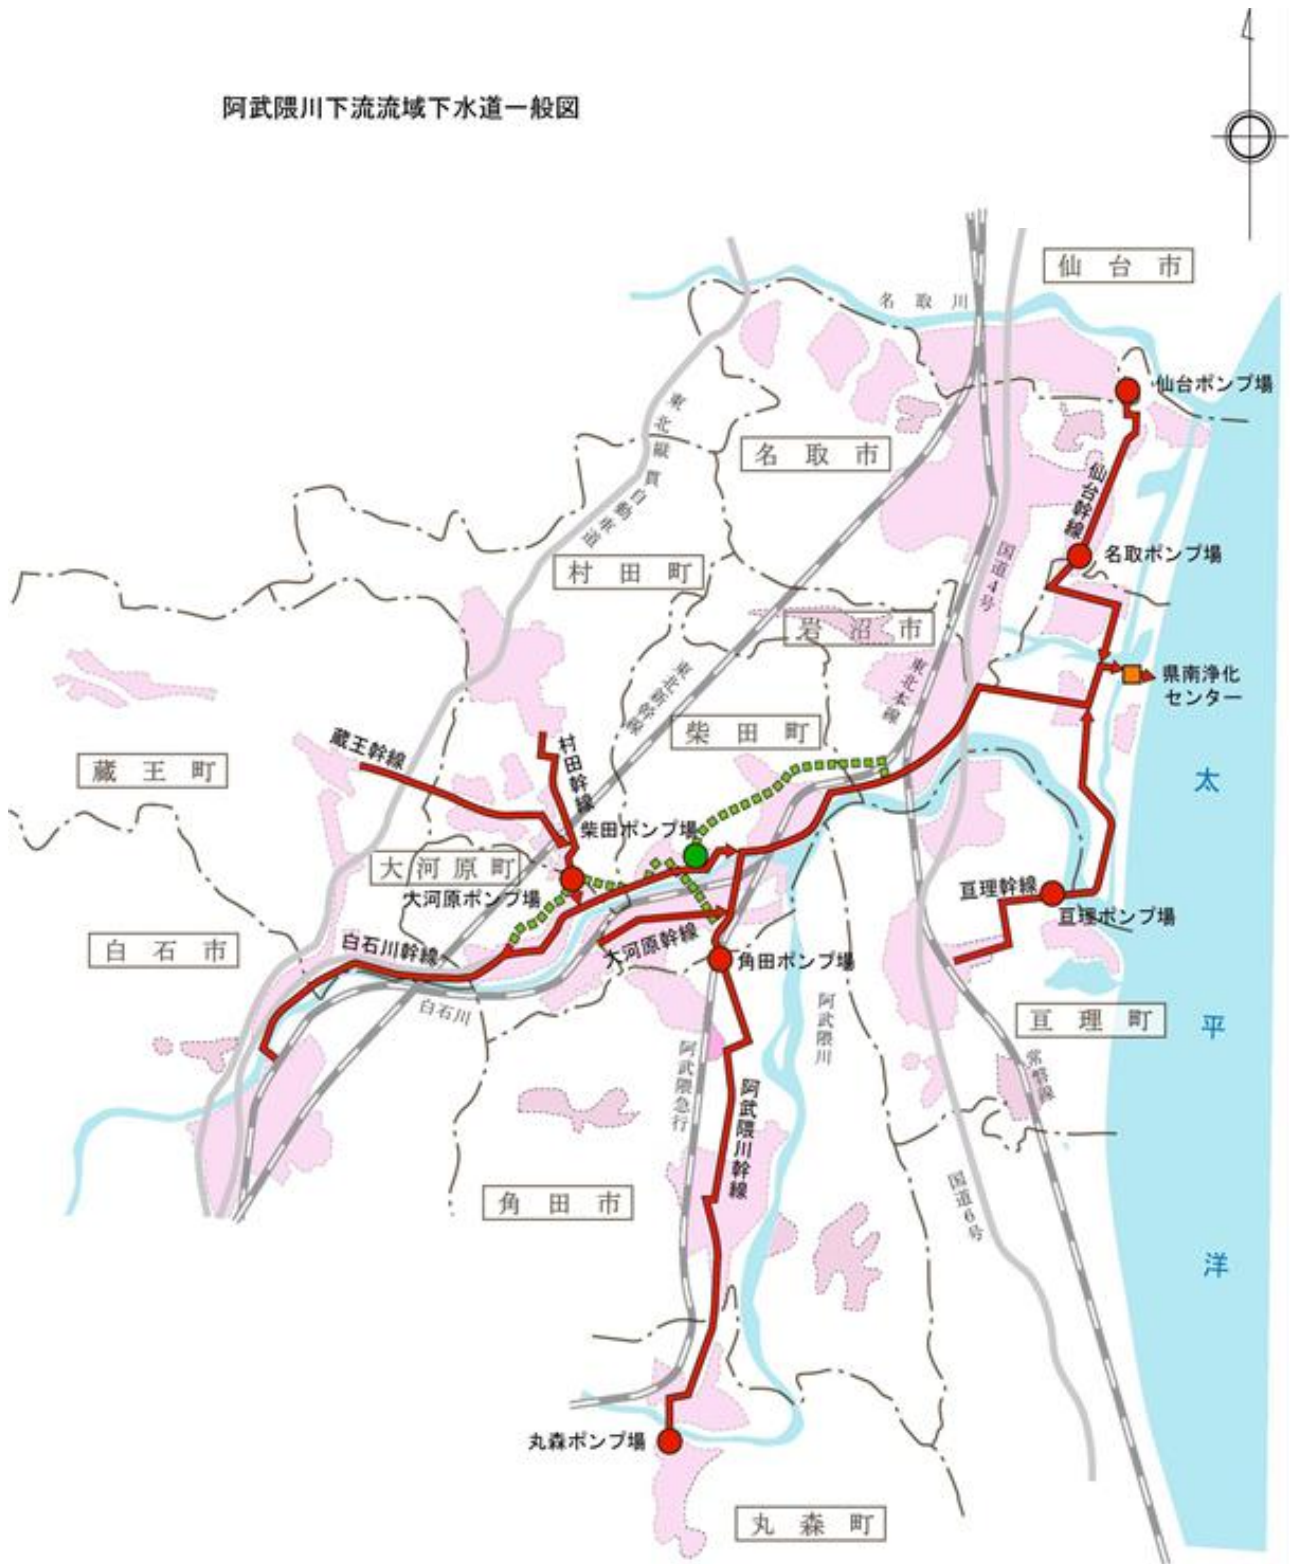 阿武隈川下流流域下水道一般図
仙台市
名取川
仙台ポンプ場
東北縦貫自動車道
名取市
仙台幹線
国道4号
名取ポンプ場
村田町
岩沼市
東北新幹線
東北本線
県南浄化
センター
柴田町
蔵王幹線
村田幹線
蔵王町
太平洋
柴田ポンプ場
大河原町
大河原ポンプ場
亘理幹線
亘理ポンプ場
白石市
白石川幹線
大河原幹線
角田ポンプ場
白石川
阿武隈川
亘理町
阿武隈急行
常磐線
阿武隈川幹線
角田市
国道6号
丸森ポンプ場
丸森町